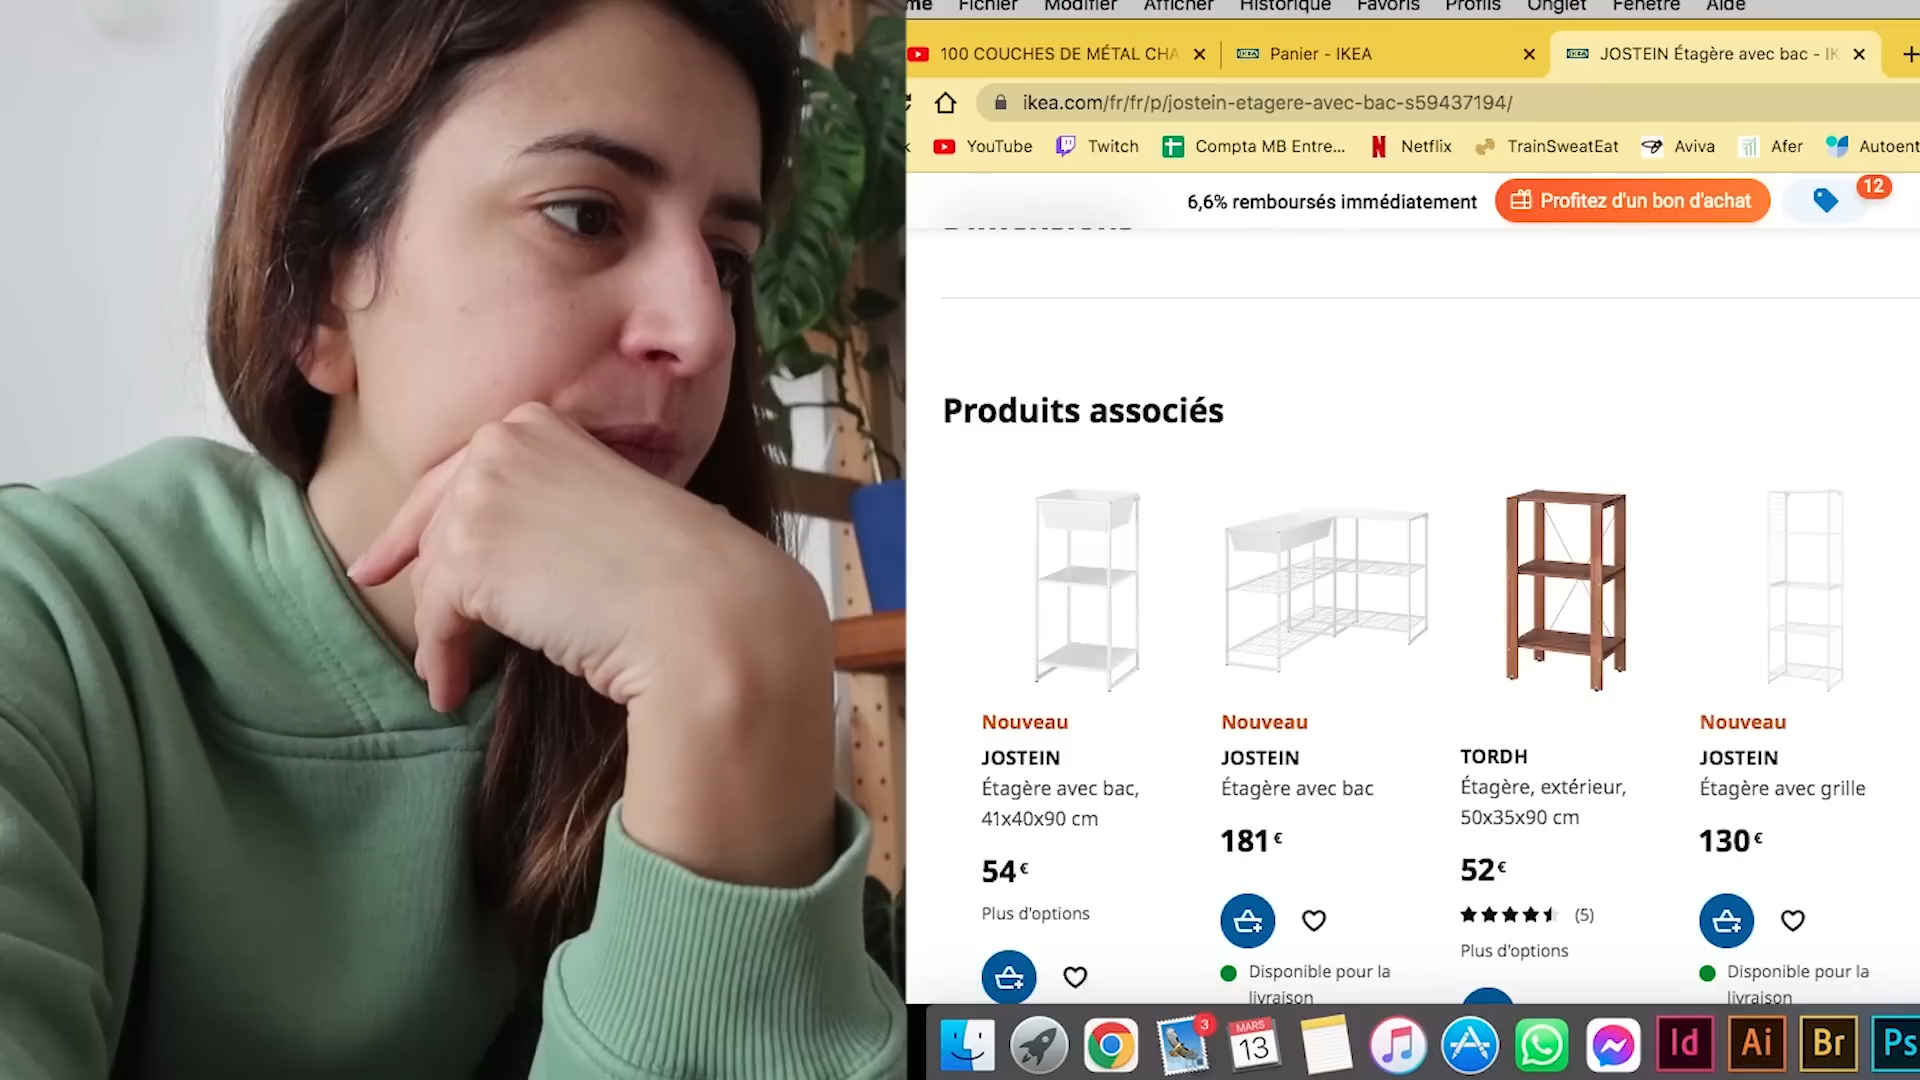 Fichier Modifier Afficher Historique Favoris Profils Onglet Fenêtre Aide
100 COUCHES DE MÉTAL CHA
IKEA Panier - IKEA
IKEA JOSTEIN Étagère avec bac - IK
ikea.com/fr/fr/p/jostein-etagere-avec-bac-s59437194/
YouTube Twitch Compta MB Entre... Netflix TrainSweatEat Aviva Afer Autoent
6,6% remboursés immédiatement
Profitez d'un bon d'achat
12
Produits associés
Nouveau
JOSTEIN
Étagère avec bac,
41x40x90 cm
54€
Plus d'options
Nouveau
JOSTEIN
Étagère avec bac
181€
Disponible pour la
livraison
TORDH
Étagère, extérieur,
50x35x90 cm
52€
(5)
Plus d'options
Nouveau
JOSTEIN
Étagère avec grille
130€
Disponible pour la
livraison
3
MARS
13
Id
Ai
Br
Ps